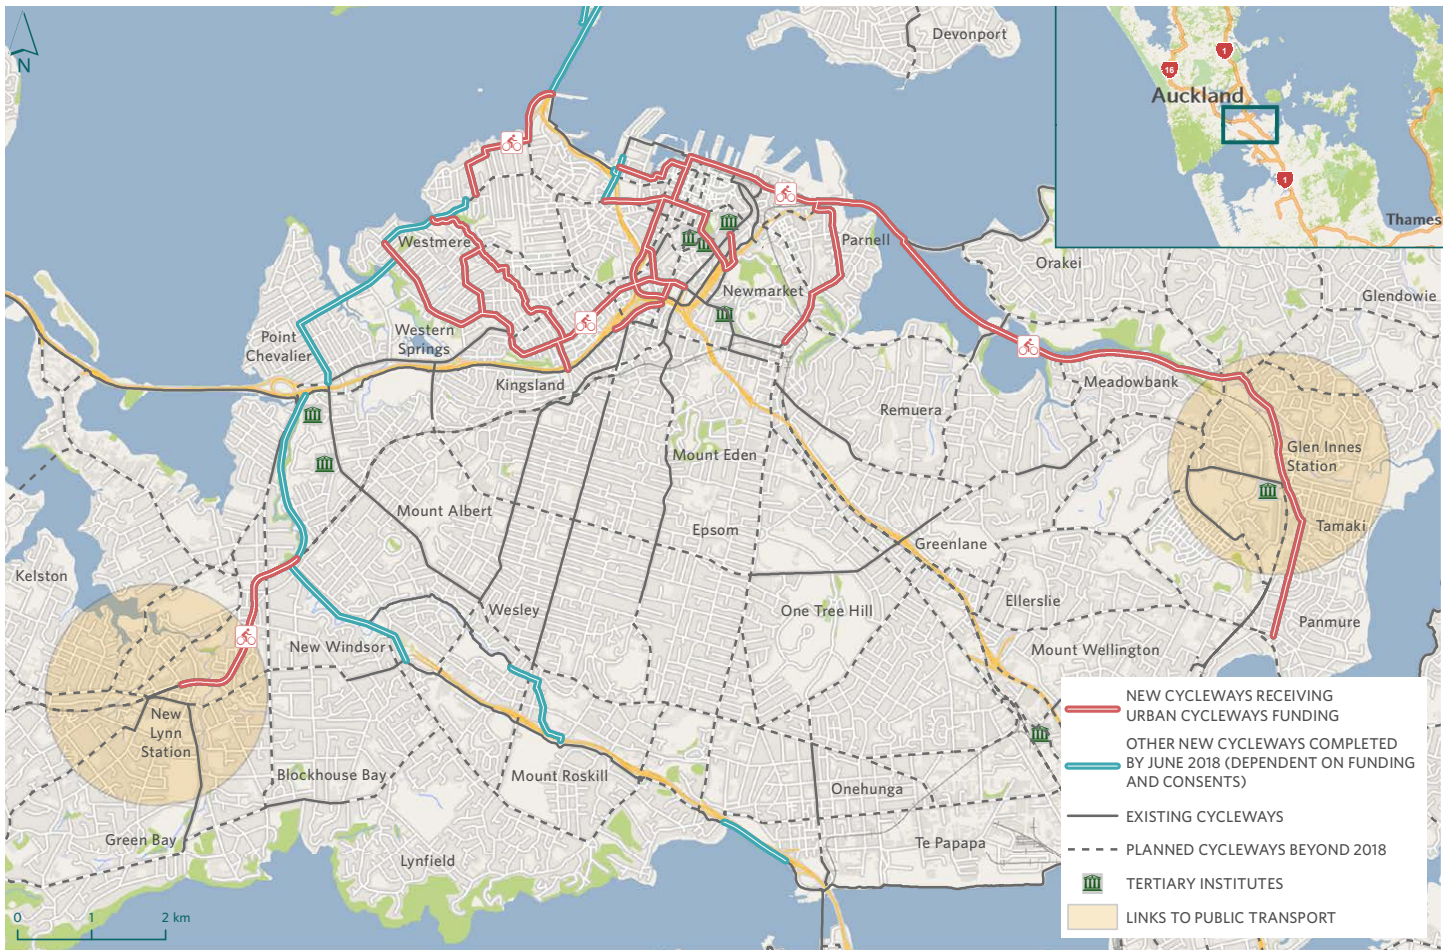 N
Devonport
1
16
Auckland
1
Thames
Westmere
Parnell
Orakei
Newmarket
Glendowie
Point
Chevalier
Western
Springs
Kingsland
Meadowbank
Remuera
Mount Eden
Glen Innes
Station
Mount Albert
Epsom
Tamaki
Greenlane
Kelston
Wesley
One Tree Hill
Ellerslie
Panmure
New Windsor
Mount Wellington
New
Lynn
Station
Blockhouse Bay
Mount Roskill
Onehunga
Green Bay
Lynfield
Te Papapa
0 1 2 km
NEW CYCLEWAYS RECEIVING
URBAN CYCLEWAYS FUNDING
OTHER NEW CYCLEWAYS COMPLETED
BY JUNE 2018 (DEPENDENT ON FUNDING
AND CONSENTS)
EXISTING CYCLEWAYS
PLANNED CYCLEWAYS BEYOND 2018
TERTIARY INSTITUTES
LINKS TO PUBLIC TRANSPORT